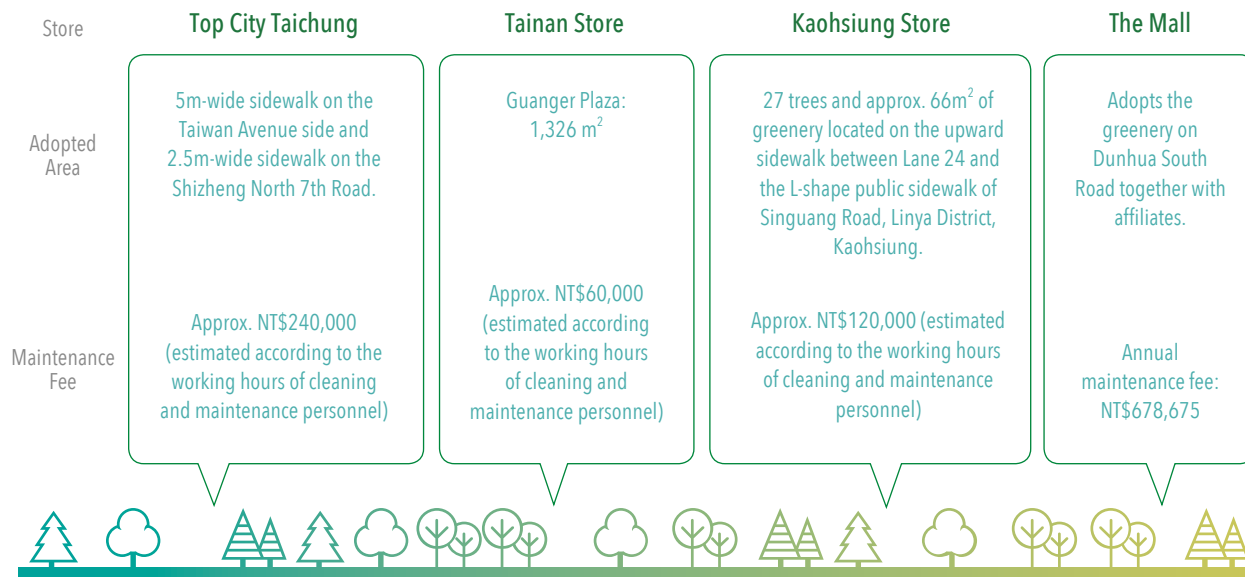 Store
Top City Taichung
Tainan Store
Kaohsiung Store
The Mall
Adopted
Area
5m-wide sidewalk on the
Taiwan Avenue side and
2.5m-wide sidewalk on the
Shizheng North 7th Road.
Guanger Plaza:
1,326 m²
27 trees and approx. 66m² of
greenery located on the upward
sidewalk between Lane 24 and
the L-shape public sidewalk of
Singuang Road, Linya District,
Kaohsiung.
Adopts the
greenery on
Dunhua South
Road together with
affiliates.
Maintenance
Fee
Approx. NT$240,000
(estimated according to the
working hours of cleaning
and maintenance personnel)
Approx. NT$60,000
(estimated according
to the working hours
of cleaning and
maintenance personnel)
Approx. NT$120,000 (estimated
according to the working hours
of cleaning and maintenance
personnel)
Annual
maintenance fee:
NT$678,675